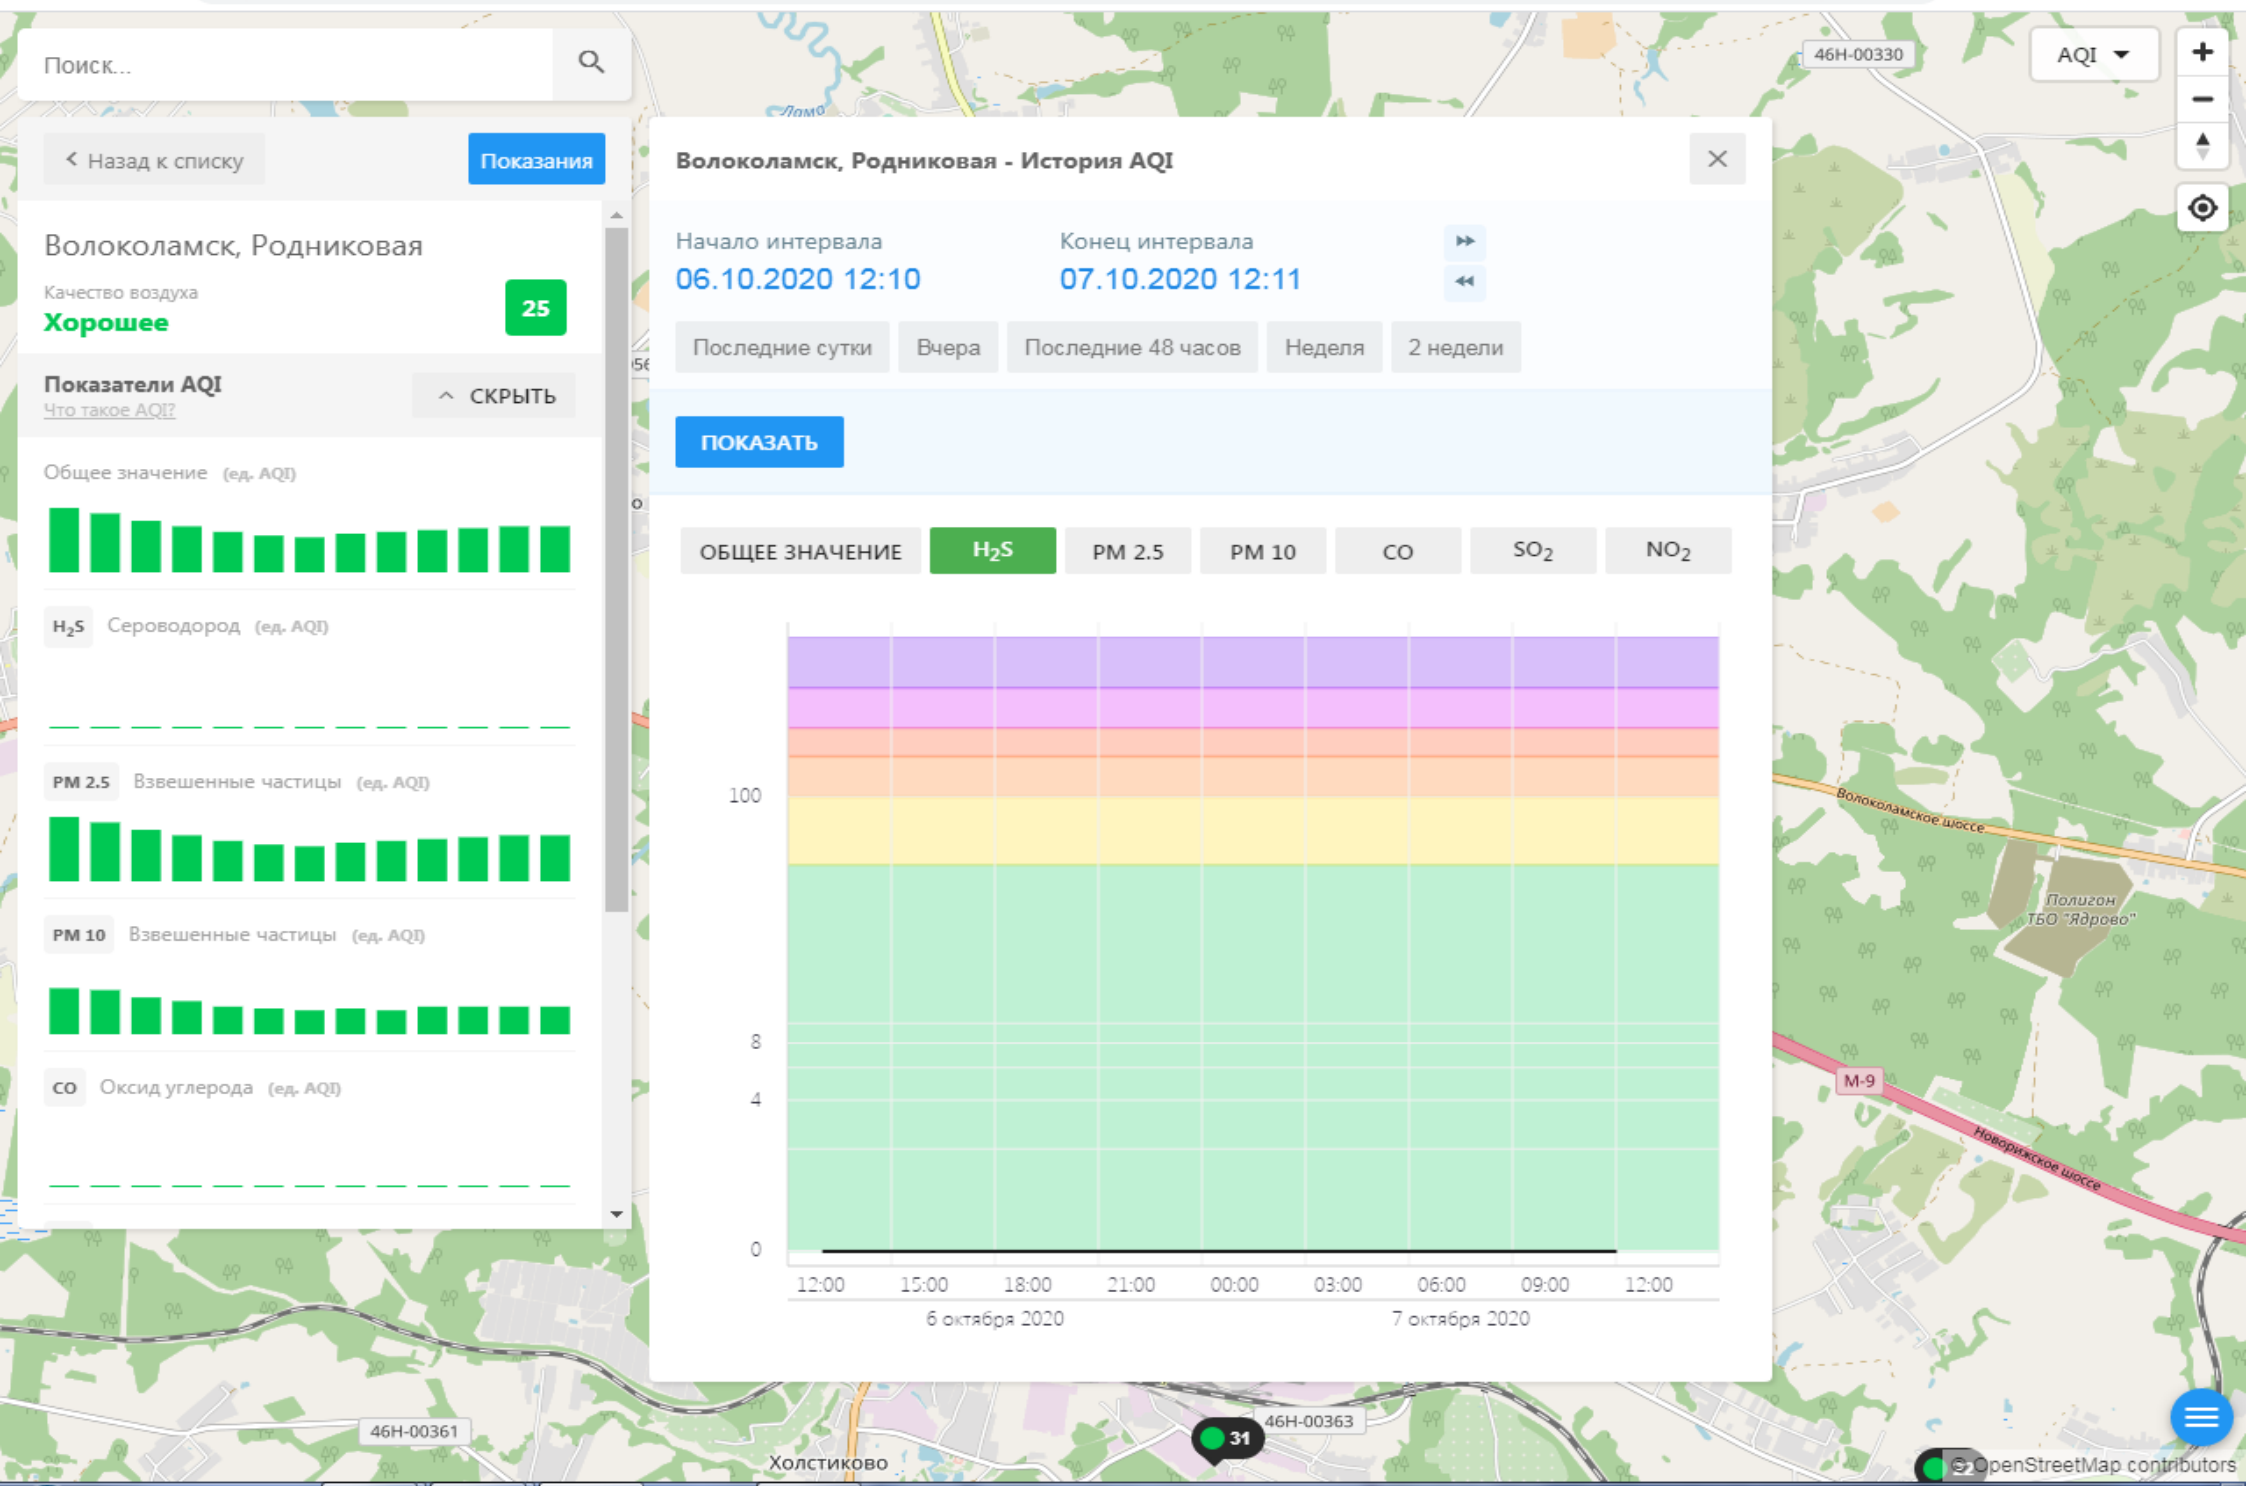 Поиск...
46Н-00330
AQI
Ламо
Назад к списку
Показания
Волоколамск, Родниковая
Качество воздуха
Хорошее
25
Показатели AQI
Что такое AQI?
СКРЫТЬ
Общее значение (ед. AQI)
H₂S Сероводород (ед. AQI)
PM 2.5 Взвешенные частицы (ед. AQI)
PM 10 Взвешенные частицы (ед. AQI)
CO Оксид углерода (ед. AQI)
Волоколамск, Родниковая - История AQI
Начало интервала
06.10.2020 12:10
Конец интервала
07.10.2020 12:11
Последние сутки
Вчера
Последние 48 часов
Неделя
2 недели
ПОКАЗАТЬ
ОБЩЕЕ ЗНАЧЕНИЕ
H₂S
PM 2.5
PM 10
CO
SO₂
NO₂
100
8
4
0
12:00 15:00 18:00 21:00 00:00 03:00 06:00 09:00 12:00
6 октября 2020
7 октября 2020
Волоколамское шоссе
Полигон
ТБО "Ядрово"
М-9
Новорижское шоссе
46Н-00361
Холстиково
31
46Н-00363
© OpenStreetMap contributors